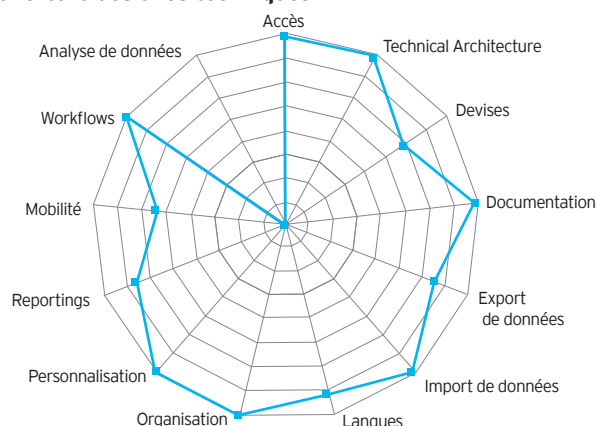 Accès
Technical Architecture
Analyse de données
Devises
Workflows
Documentation
Mobilité
Export
de données
Reportings
Import de données
Personnalisation
Organisation
Langues